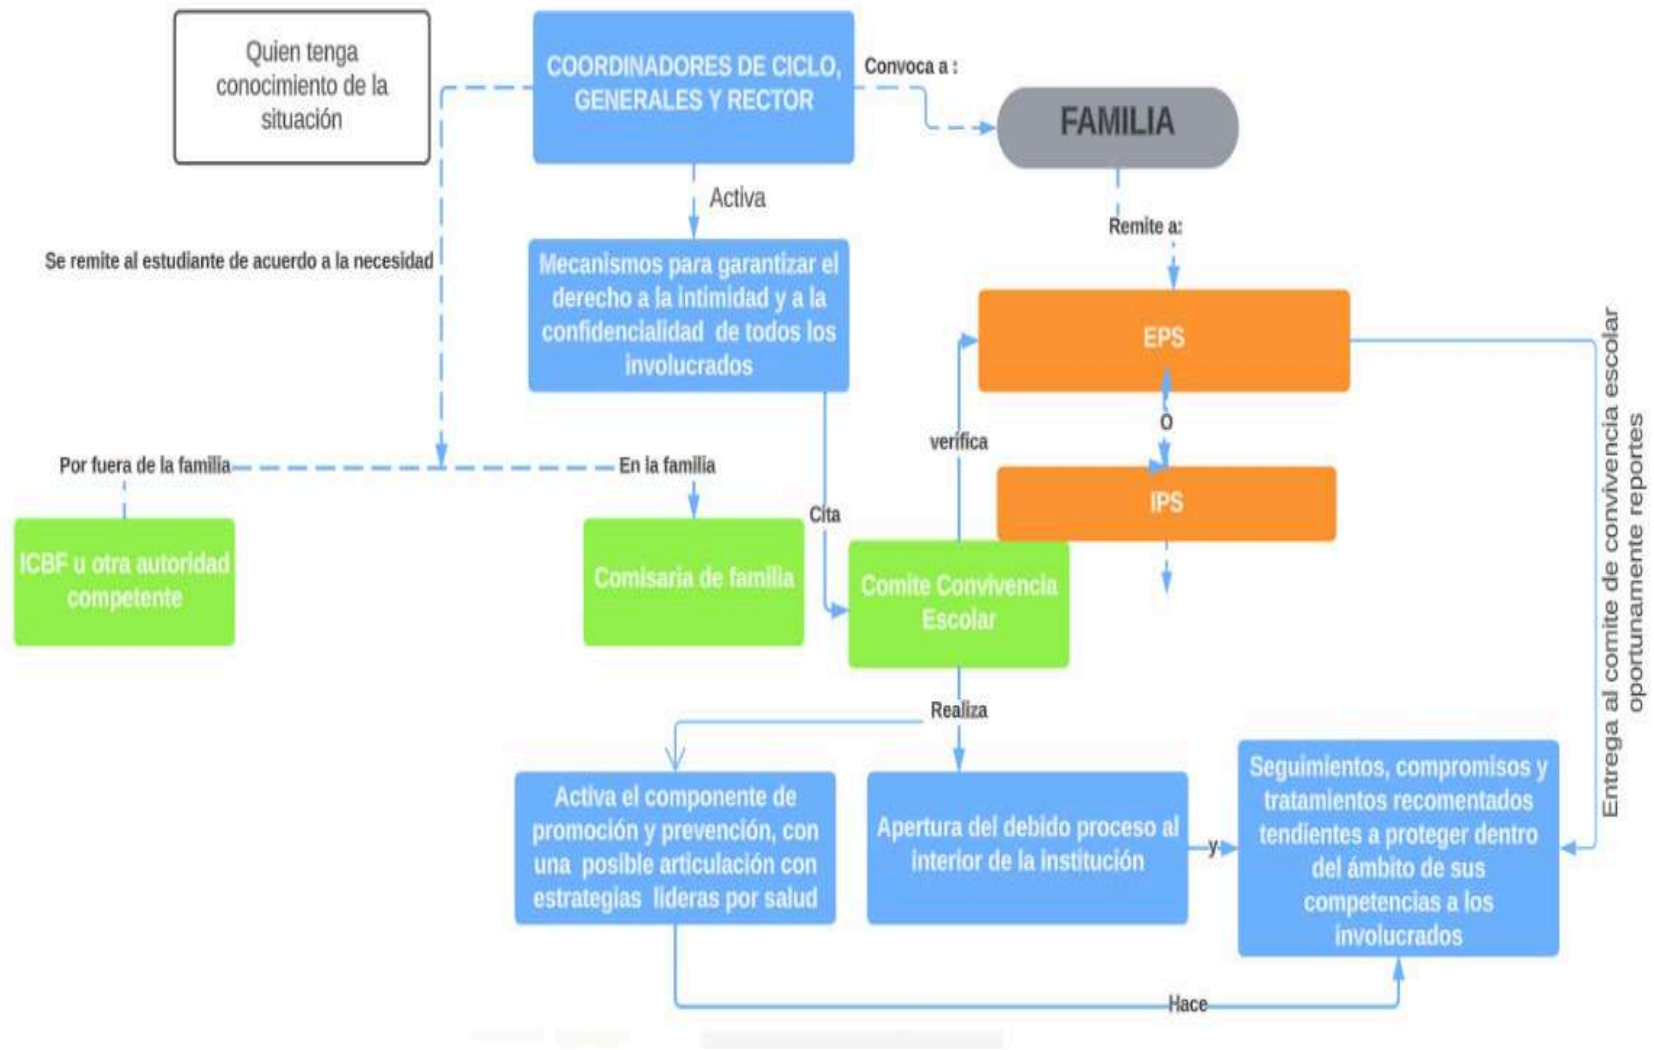 Quien tenga
conocimiento de la
situación
COORDINADORES DE CICLO,
GENERALES Y RECTOR
Convoca a :
FAMILIA
Activa
Remite a:
Se remite al estudiante de acuerdo a la necesidad
Mecanismos para garantizar el
derecho a la intimidad y a la
confidencialidad de todos los
involucrados
EPS
verifica
O
Por fuera de la familia
En la familia
IPS
Cita
ICBF u otra autoridad
competente
Comisaria de familia
Comite Convivencia
Escolar
Entrega al comite de convivencia escolar
oportunamente reportes
Realiza
Activa el componente de
promoción y prevención, con
una posible articulación con
estrategias lideras por salud
Apertura del debido proceso al
interior de la institución
y
Seguimientos, compromisos y
tratamientos recomentados
tendientes a proteger dentro
del ámbito de sus
competencias a los
involucrados
Hace